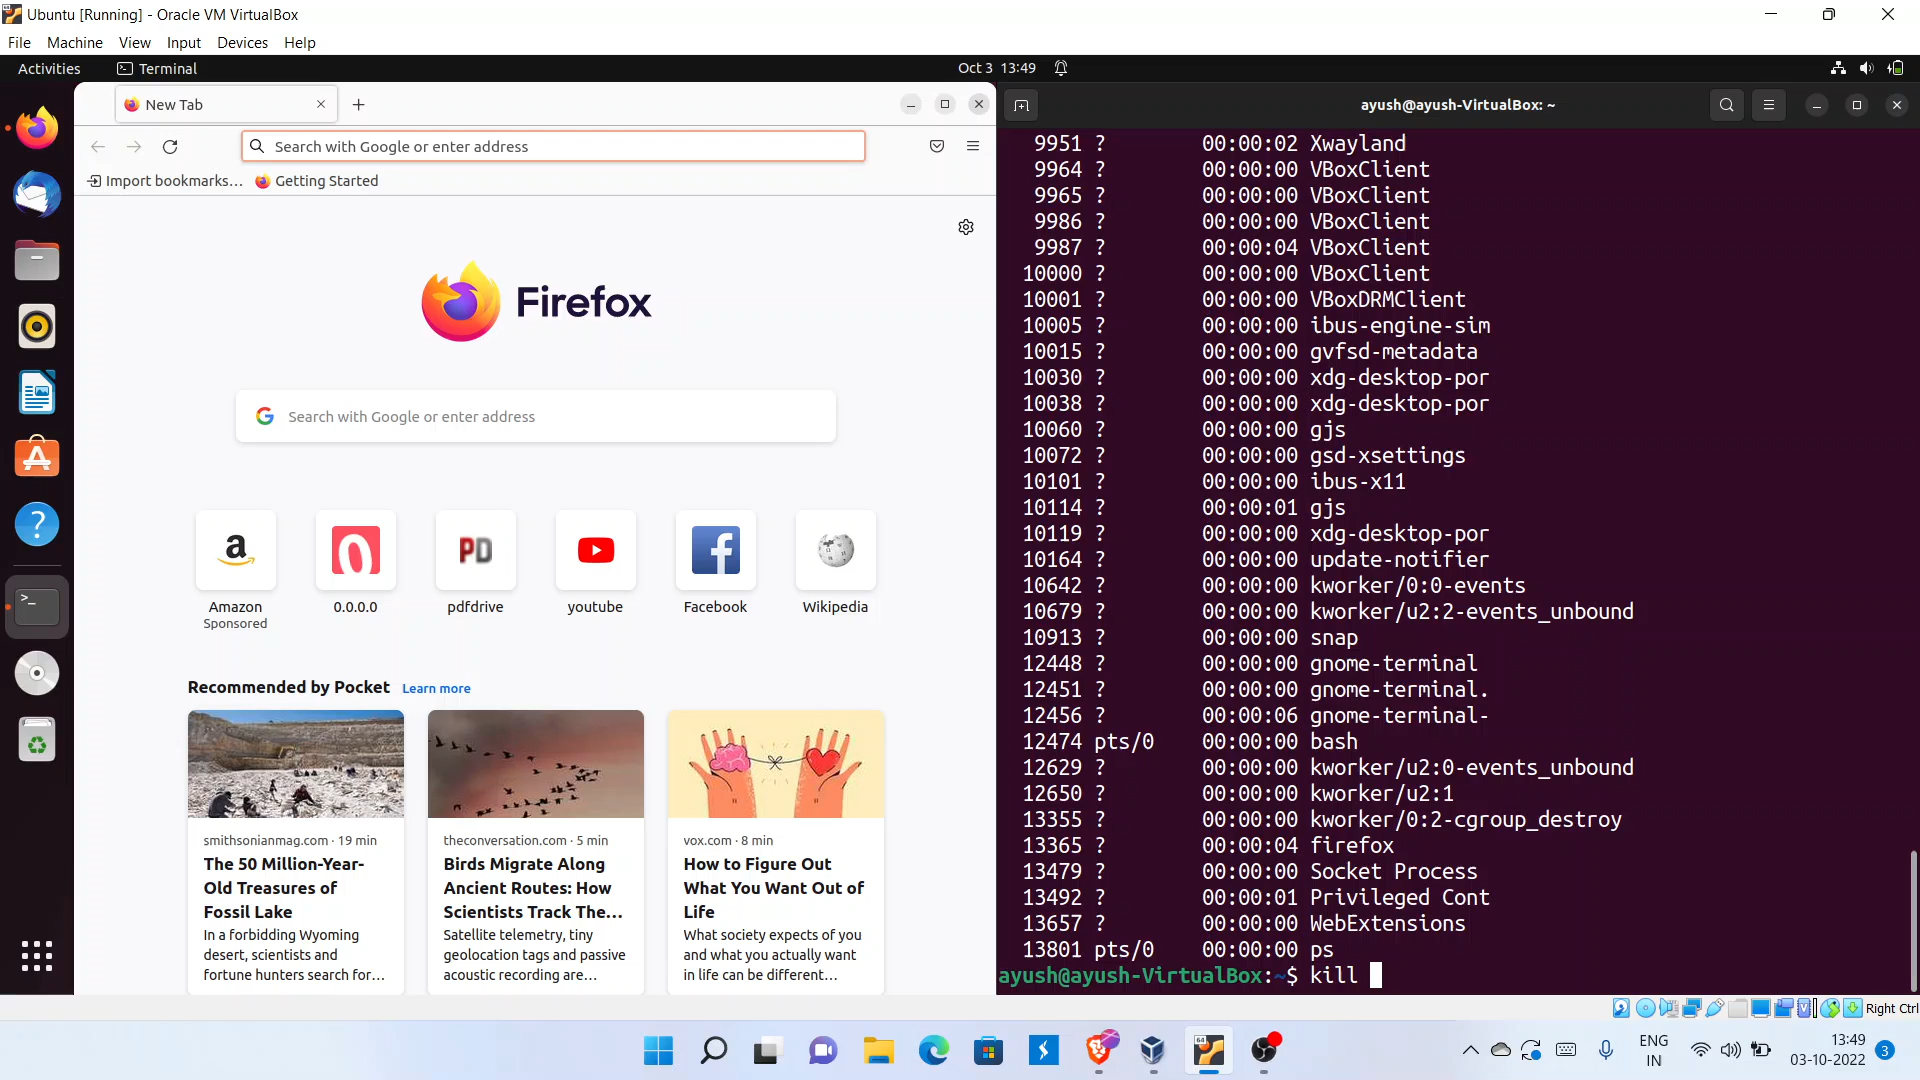 Ubuntu [Running] - Oracle VM VirtualBox
File Machine View Input Devices Help
Activities
Terminal
Oct 3 13:49
New Tab
Search with Google or enter address
Import bookmarks...
Getting Started
Firefox
Search with Google or enter address
a
PD
Amazon
Sponsored
0.0.0.0
pdfdrive
youtube
Facebook
Wikipedia
Recommended by Pocket Learn more
smithsonianmag.com · 19 min
The 50 Million-Year-
Old Treasures of
Fossil Lake
In a forbidding Wyoming
desert, scientists and
fortune hunters search for...
theconversation.com · 5 min
Birds Migrate Along
Ancient Routes: How
Scientists Track The...
Satellite telemetry, tiny
geolocation tags and passive
acoustic recording are...
vox.com · 8 min
How to Figure Out
What You Want Out of
Life
What society expects of you
and what you actually want
in life can be different...
ayush@ayush-VirtualBox: ~
9951 ? 00:00:02 Xwayland
9964 ? 00:00:00 VBoxClient
9965 ? 00:00:00 VBoxClient
9986 ? 00:00:00 VBoxClient
9987 ? 00:00:04 VBoxClient
10000 ? 00:00:00 VBoxClient
10001 ? 00:00:00 VBoxDRMClient
10005 ? 00:00:00 ibus-engine-sim
10015 ? 00:00:00 gvfsd-metadata
10030 ? 00:00:00 xdg-desktop-por
10038 ? 00:00:00 xdg-desktop-por
10060 ? 00:00:00 gjs
10072 ? 00:00:00 gsd-xsettings
10101 ? 00:00:00 ibus-x11
10114 ? 00:00:01 gjs
10119 ? 00:00:00 xdg-desktop-por
10164 ? 00:00:00 update-notifier
10642 ? 00:00:00 kworker/0:0-events
10679 ? 00:00:00 kworker/u2:2-events_unbound
10913 ? 00:00:00 snap
12448 ? 00:00:00 gnome-terminal
12451 ? 00:00:00 gnome-terminal.
12456 ? 00:00:06 gnome-terminal-
12474 pts/0 00:00:00 bash
12629 ? 00:00:00 kworker/u2:0-events_unbound
12650 ? 00:00:00 kworker/u2:1
13355 ? 00:00:00 kworker/0:2-cgroup_destroy
13365 ? 00:00:04 firefox
13479 ? 00:00:00 Socket Process
13492 ? 00:00:01 Privileged Cont
13657 ? 00:00:00 WebExtensions
13801 pts/0 00:00:00 ps
ayush@ayush-VirtualBox:~$ kill
Right Ctrl
64
ENG
IN
13:49
03-10-2022
3